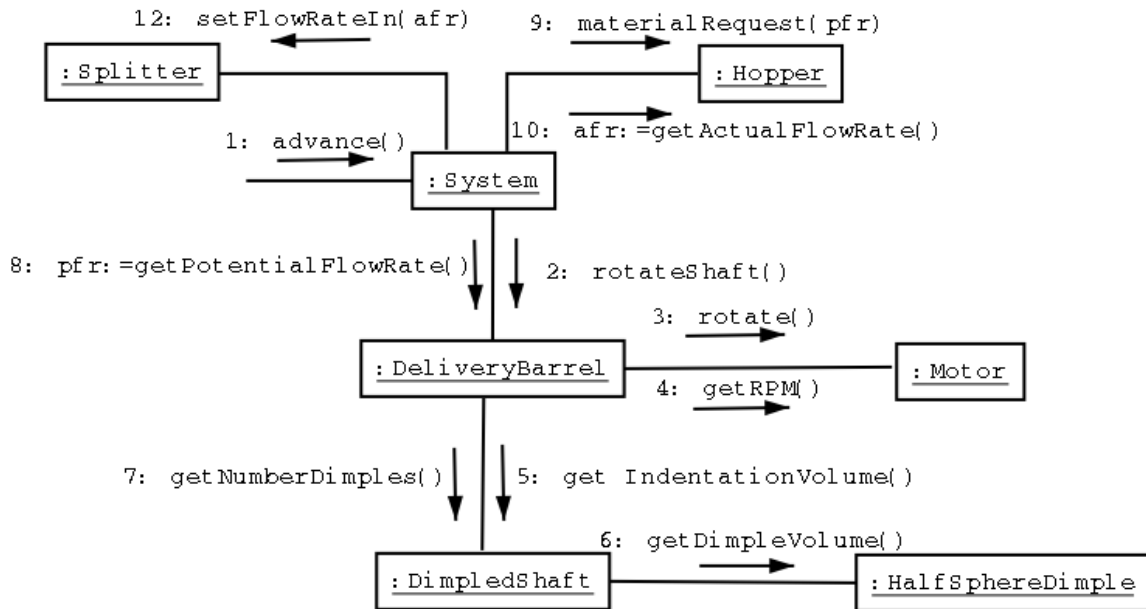 12: setFlowRateIn(afr)
9: materialRequest(pfr)
:Splitter
:Hopper
10: afr:=getActualFlowRate()
1: advance()
:System
8: pfr:=getPotentialFlowRate()
2: rotateShaft()
3: rotate()
:DeliveryBarrel
:Motor
4: getRPM()
7: getNumberDimples()
5: get IndentationVolume()
6: getDimpleVolume()
:DimpledShaft
:HalfSphereDimple